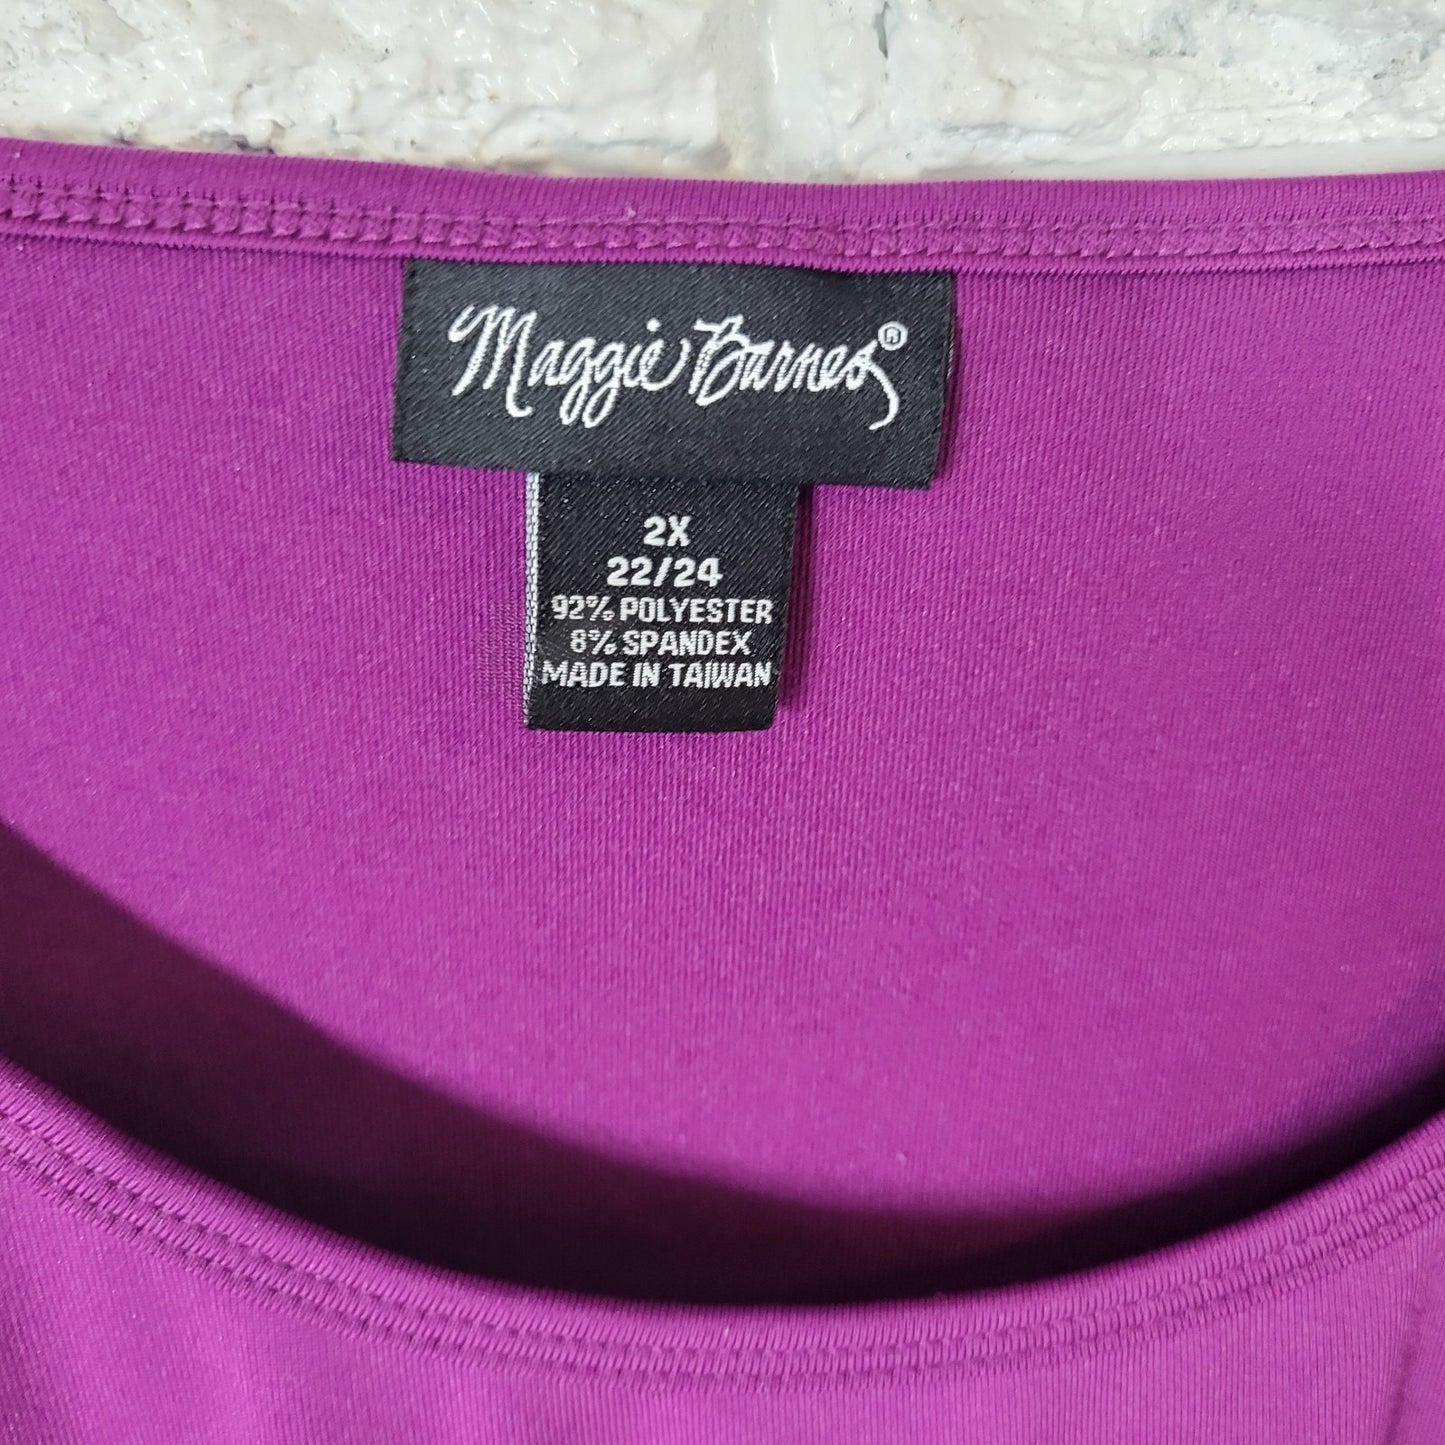 Maggie Barnes®
2X
22/24
92% POLYESTER
8% SPANDEX
MADE IN TAIWAN